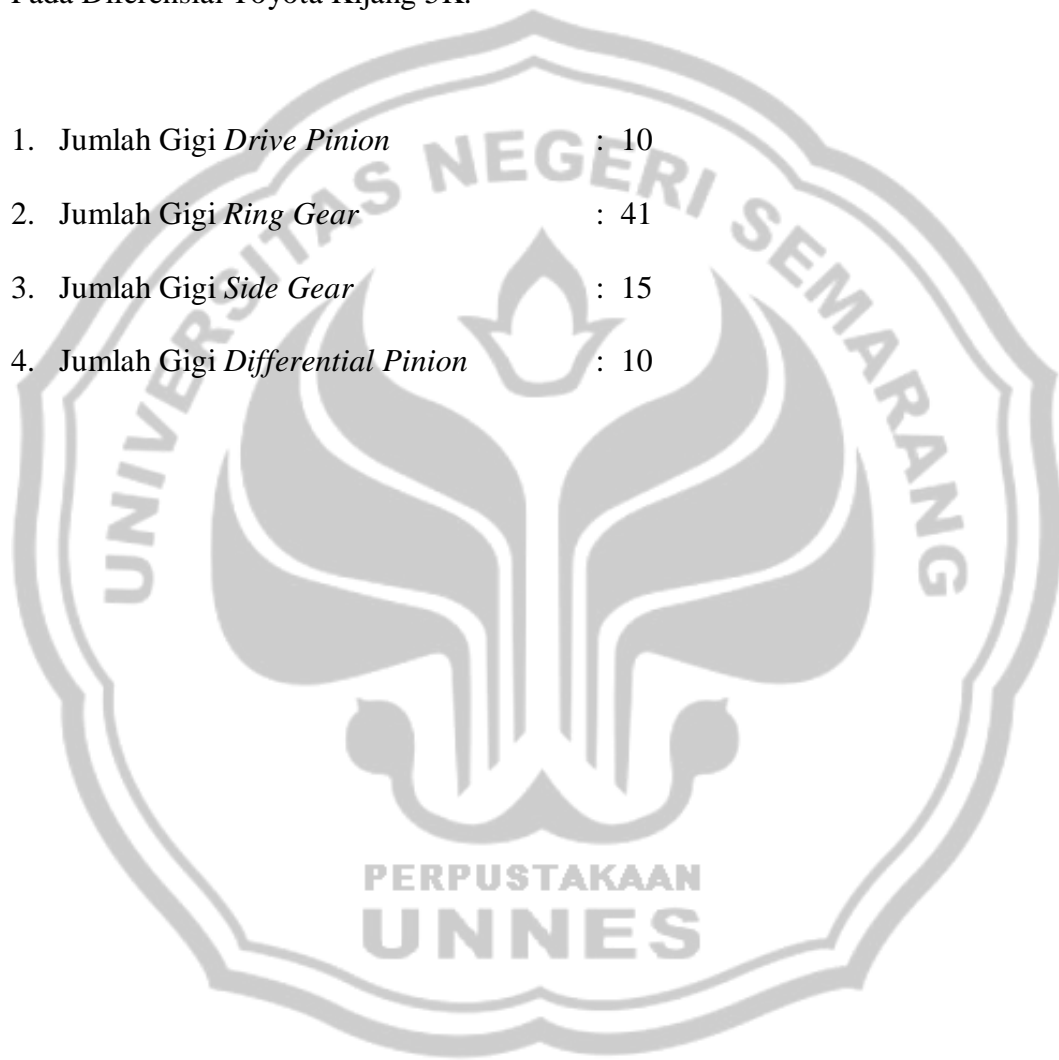 Pada Diferensial Toyota Kijang 5K.
1. Jumlah Gigi Drive Pinion : 10
2. Jumlah Gigi Ring Gear : 41
3. Jumlah Gigi Side Gear : 15
4. Jumlah Gigi Differential Pinion : 10
UNIVERSITAS NEGERI SEMARANG
PERPUSTAKAAN
UNNES